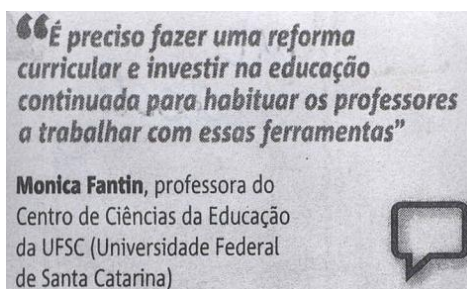 “É preciso fazer uma reforma
curricular e investir na educação
continuada para habituar os professores
a trabalhar com essas ferramentas”
Monica Fantin, professora do
Centro de Ciências da Educação
da UFSC (Universidade Federal
de Santa Catarina)